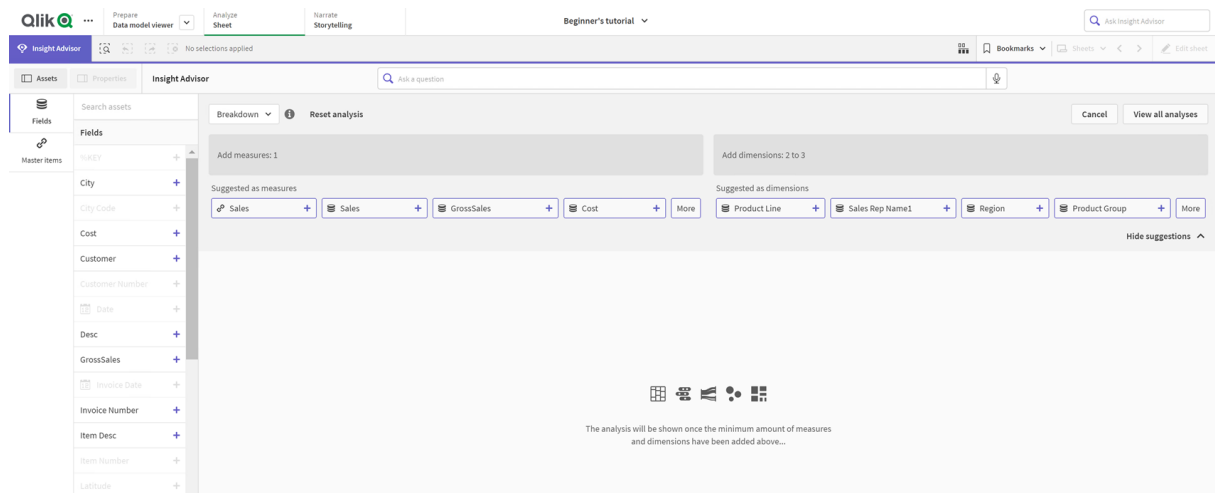 Qlik
...
Prepare
Data model viewer
Analyze
Sheet
Narrate
Storytelling
Beginner's tutorial
Ask Insight Advisor
Insight Advisor
No selections applied
Bookmarks
Sheets
Edit sheet
Assets
Properties
Insight Advisor
Ask a question
Fields
Master items
Search assets
Fields
%KEY
City
City Code
Cost
Customer
Customer Number
Date
Desc
GrossSales
Invoice Date
Invoice Number
Item Desc
Item Number
Latitude
Breakdown
Reset analysis
Cancel
View all analyses
Add measures: 1
Add dimensions: 2 to 3
Suggested as measures
Sales
Sales
GrossSales
Cost
More
Suggested as dimensions
Product Line
Sales Rep Name1
Region
Product Group
More
Hide suggestions
The analysis will be shown once the minimum amount of measures
and dimensions have been added above...